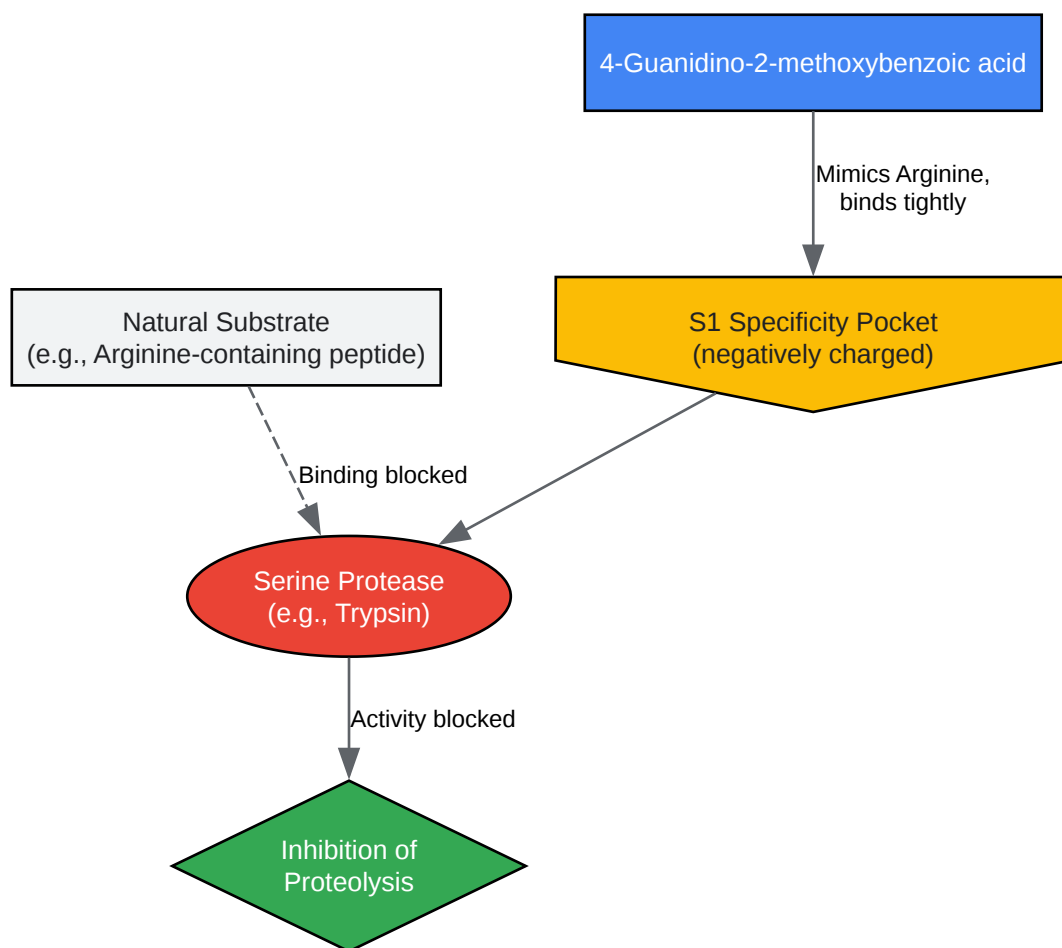 4-Guanidino-2-methoxybenzoic acid
Mimics Arginine,
binds tightly
Natural Substrate
(e.g., Arginine-containing peptide)
S1 Specificity Pocket
(negatively charged)
Binding blocked
Serine Protease
(e.g., Trypsin)
Activity blocked
Inhibition of
Proteolysis